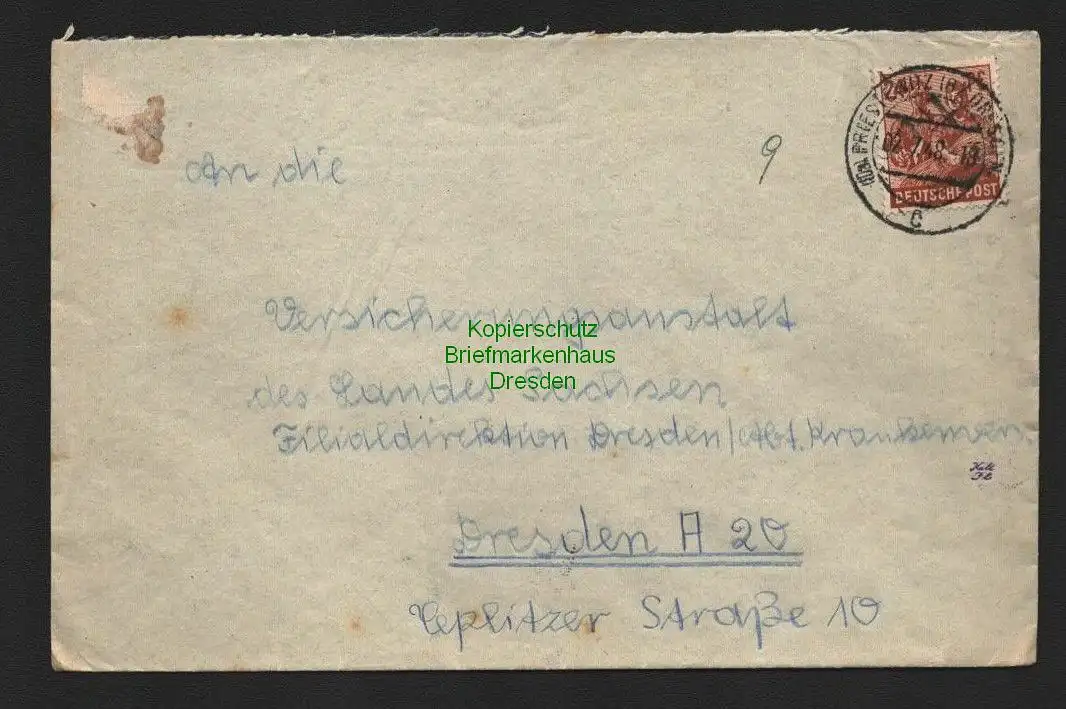 An die
9
DEUTSCHE POST
C
Versicherungsanstalt
Kopierschutz
Briefmarkenhaus
Dresden
des Landes Sachsen
Filialdirektion Dresden/Abt. Krankenvers.
Dresden A 20
Teplitzer Straße 10